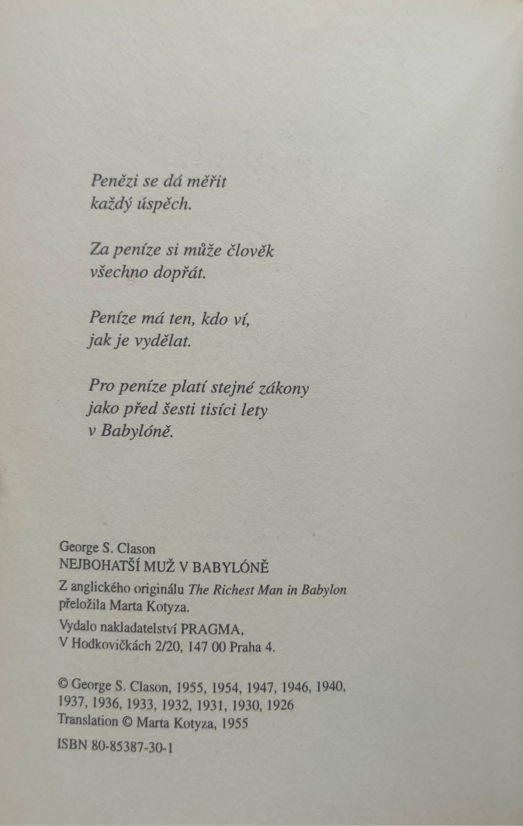 Penězi se dá měřit
každý úspěch.
Za peníze si může člověk
všechno dopřát.
Peníze má ten, kdo ví,
jak je vydělat.
Pro peníze platí stejné zákony
jako před šesti tisíci lety
v Babylóně.
George S. Clason
NEJBOHATŠÍ MUŽ V BABYLÓNĚ
Z anglického originálu The Richest Man in Babylon
přeložila Marta Kotyza.
Vydalo nakladatelství PRAGMA,
V Hodkovičkách 2/20, 147 00 Praha 4.
© George S. Clason, 1955, 1954, 1947, 1946, 1940,
1937, 1936, 1933, 1932, 1931, 1930, 1926
Translation © Marta Kotyza, 1955
ISBN 80-85387-30-1